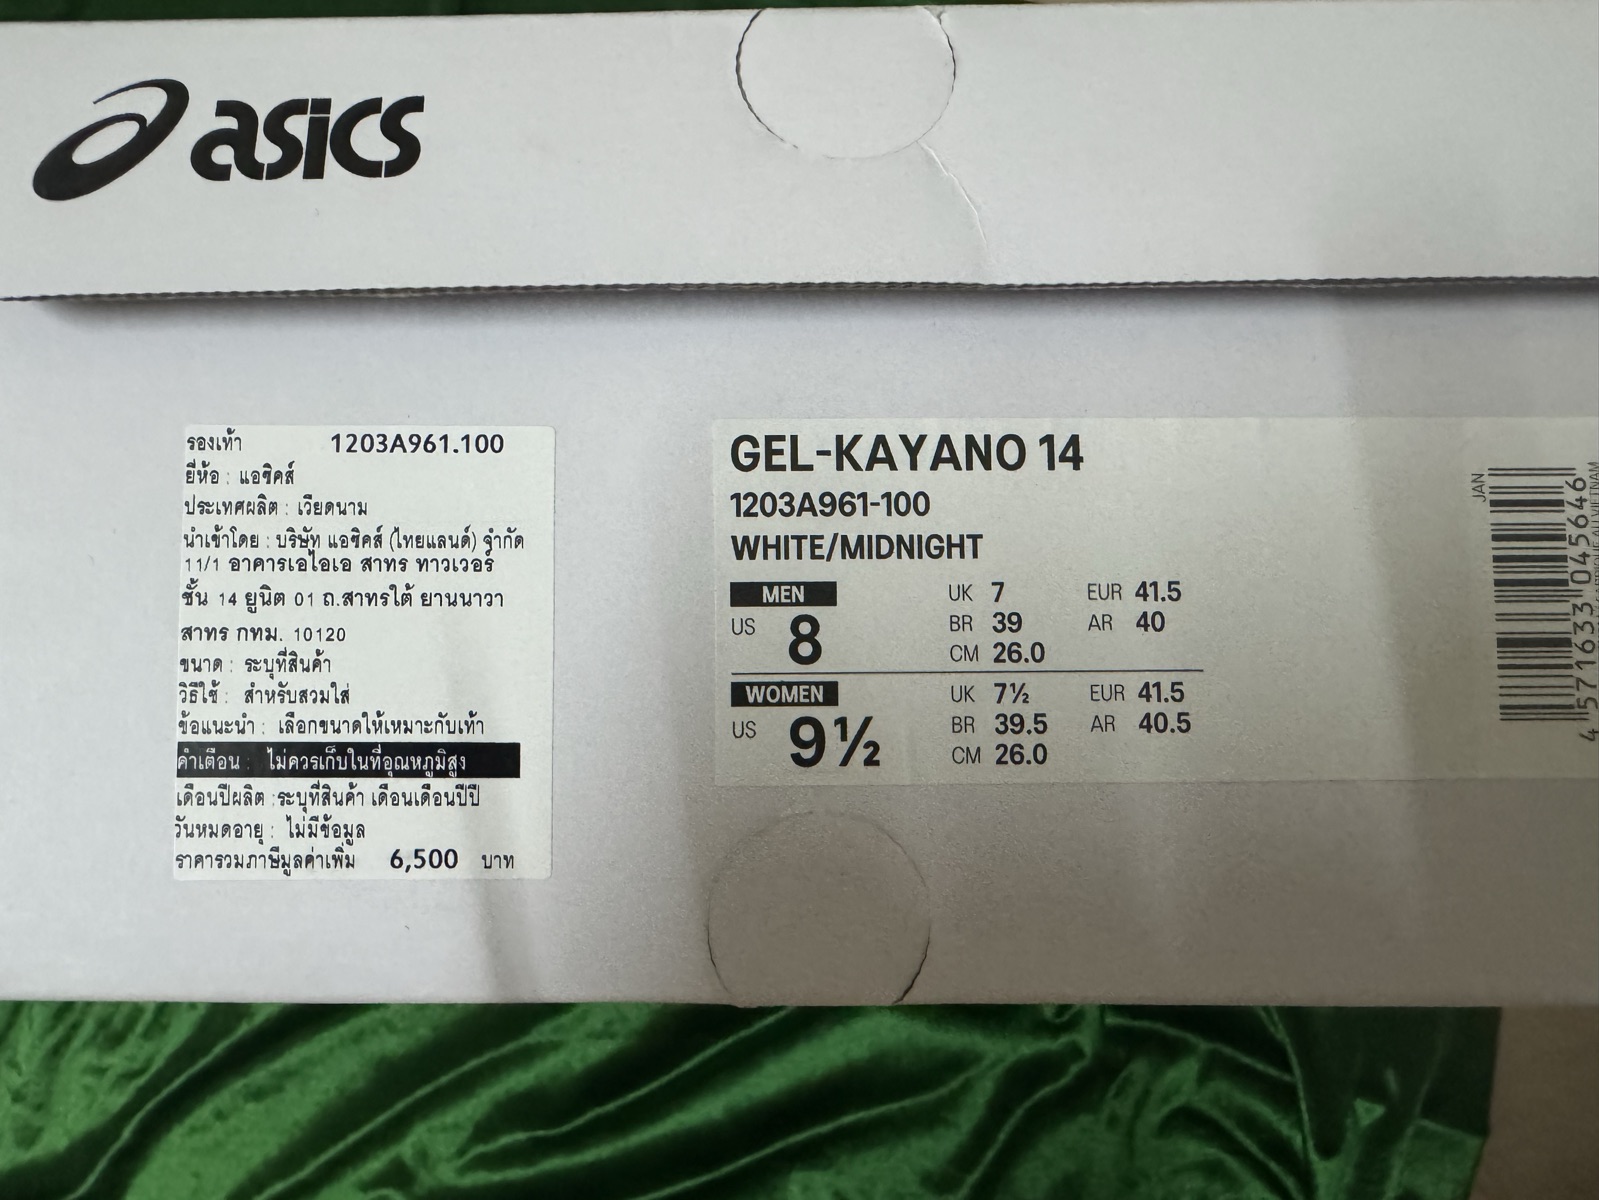 asics
รองเท้า 1203A961.100
ยี่ห้อ : แอซิคส์
ประเทศผลิต : เวียดนาม
นำเข้าโดย : บริษัท แอซิคส์ (ไทยแลนด์) จำกัด
11/1 อาคารเอไอเอ สาทร ทาวเวอร์
ชั้น 14 ยูนิต 01 ถ.สาทรใต้ ยานนาวา
สาทร กทม. 10120
ขนาด : ระบุที่สินค้า
วิธีใช้ : สำหรับสวมใส่
ข้อแนะนำ : เลือกขนาดให้เหมาะกับเท้า
คำเตือน : ไม่ควรเก็บในที่อุณหภูมิสูง
เดือนปีผลิต :ระบุที่สินค้า เดือนเดือนปีปี
วันหมดอายุ : ไม่มีข้อมูล
ราคารวมภาษีมูลค่าเพิ่ม 6,500 บาท
GEL-KAYANO 14
1203A961-100
WHITE/MIDNIGHT
MEN UK 7 EUR 41.5
US 8 BR 39 AR 40
CM 26.0
WOMEN UK 7½ EUR 41.5
US 9½ BR 39.5 AR 40.5
CM 26.0
JAN
4 571633 045646
VIETNAM